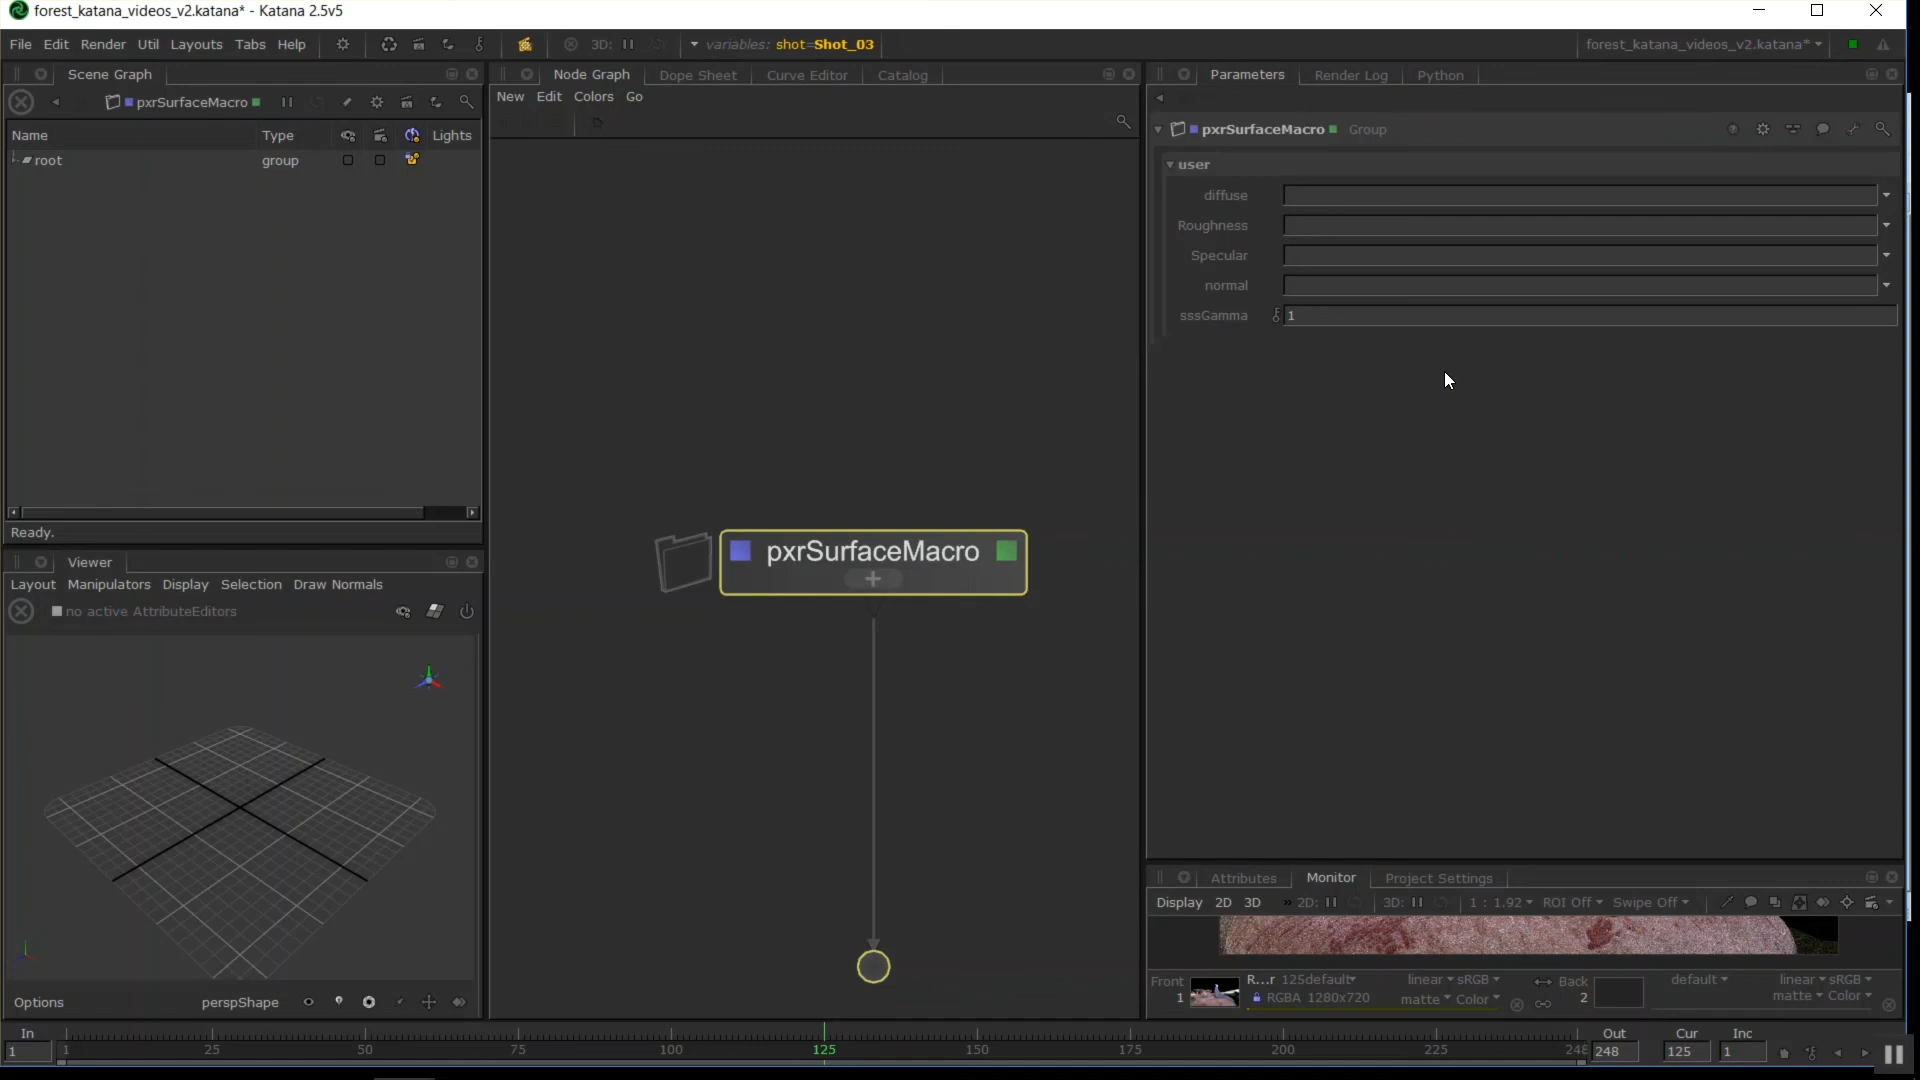 forest_katana_videos_v2.katana* - Katana 2.5v5
File Edit Render Util Layouts Tabs Help 3D: variables: shot=Shot_03 forest_katana_videos_v2.katana*
Scene Graph
pxrSurfaceMacro
Name Type Lights
root group
Ready.
Viewer
Layout Manipulators Display Selection Draw Normals
no active AttributeEditors
Options perspShape
Node Graph Dope Sheet Curve Editor Catalog
New Edit Colors Go
pxrSurfaceMacro
Parameters Render Log Python
pxrSurfaceMacro Group
user
diffuse
Roughness
Specular
normal
sssGamma 1
Attributes Monitor Project Settings
Display 2D 3D » 2D: 3D: 1 : 1.92 ROI Off Swipe Off
Front R...r 125default linear sRGB Back default linear sRGB
1 RGBA 1280x720 matte Color 2 matte Color
In Out Cur Inc
1 1 25 50 75 100 125 150 175 200 225 248 248 125 1